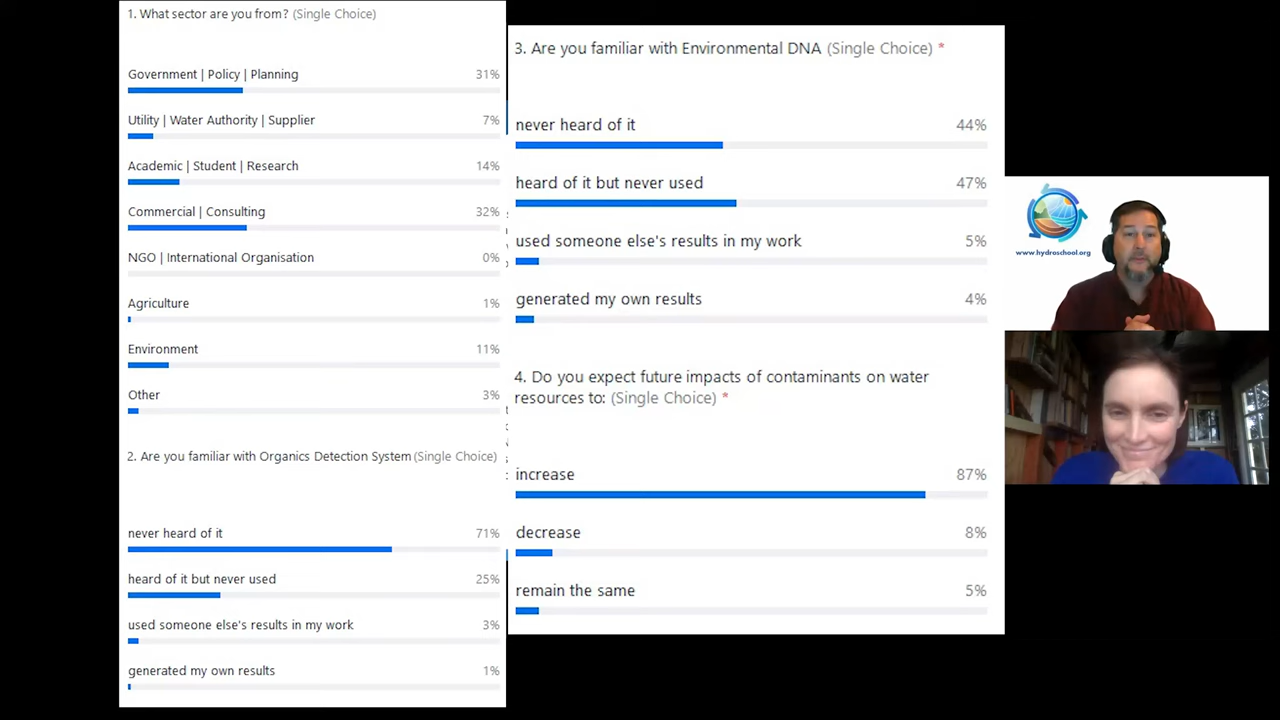 1. What sector are you from? (Single Choice)
Government | Policy | Planning 31%
Utility | Water Authority | Supplier 7%
Academic | Student | Research 14%
Commercial | Consulting 32%
NGO | International Organisation 0%
Agriculture 1%
Environment 11%
Other 3%
2. Are you familiar with Organics Detection System (Single Choice)
never heard of it 71%
heard of it but never used 25%
used someone else's results in my work 3%
generated my own results 1%
3. Are you familiar with Environmental DNA (Single Choice) *
never heard of it 44%
heard of it but never used 47%
used someone else's results in my work 5%
generated my own results 4%
4. Do you expect future impacts of contaminants on water
resources to: (Single Choice) *
increase 87%
decrease 8%
remain the same 5%
www.hydroschool.org